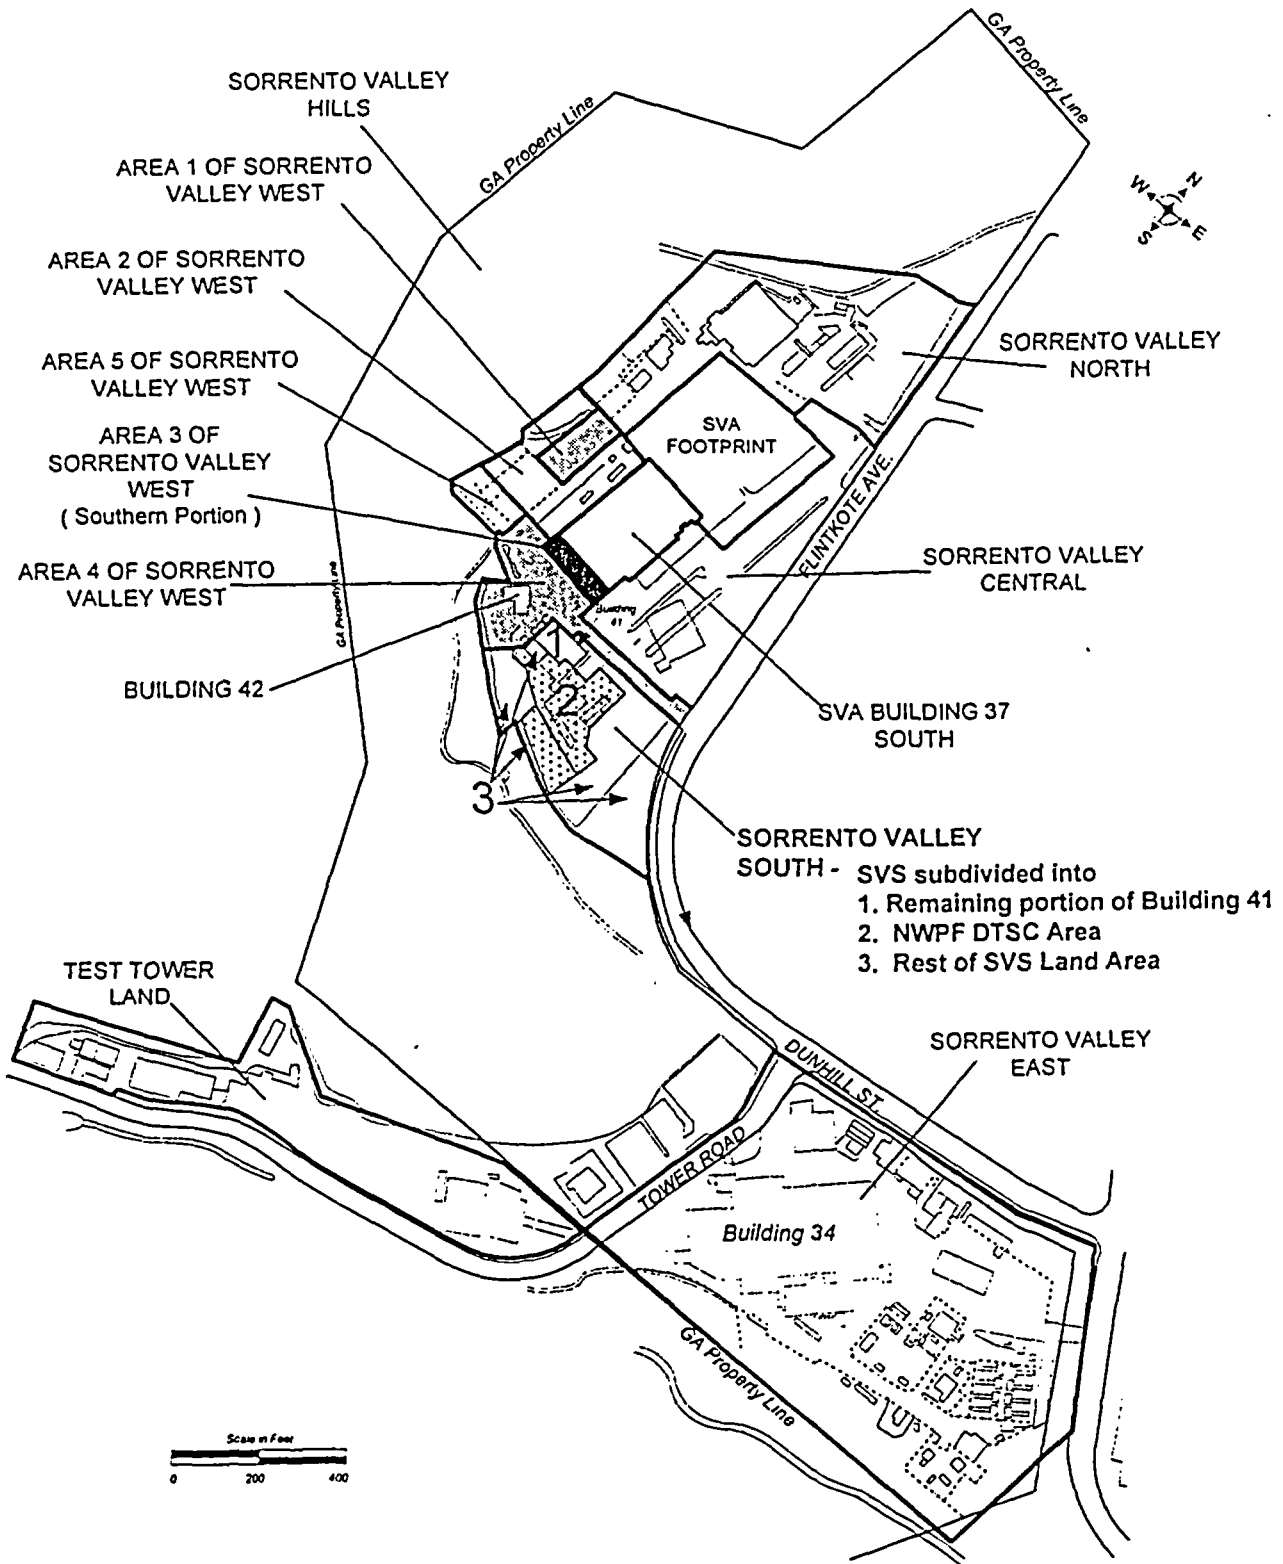 GA Property Line
SORRENTO VALLEY
HILLS
GA Property Line
AREA 1 OF SORRENTO
VALLEY WEST
N
W
E
S
AREA 2 OF SORRENTO
VALLEY WEST
SORRENTO VALLEY
NORTH
AREA 5 OF SORRENTO
VALLEY WEST
SVA
FOOTPRINT
AREA 3 OF
SORRENTO VALLEY
WEST
( Southern Portion )
FLINTKOTE AVE.
SORRENTO VALLEY
CENTRAL
AREA 4 OF SORRENTO
VALLEY WEST
GA Property Line
Building
41
1
BUILDING 42
2
SVA BUILDING 37
SOUTH
3
SORRENTO VALLEY
SOUTH - SVS subdivided into
1. Remaining portion of Building 41
2. NWPF DTSC Area
3. Rest of SVS Land Area
TEST TOWER
LAND
SORRENTO VALLEY
EAST
DUNHILL ST.
TOWER ROAD
Building 34
GA Property Line
Scale in Feet
0 200 400